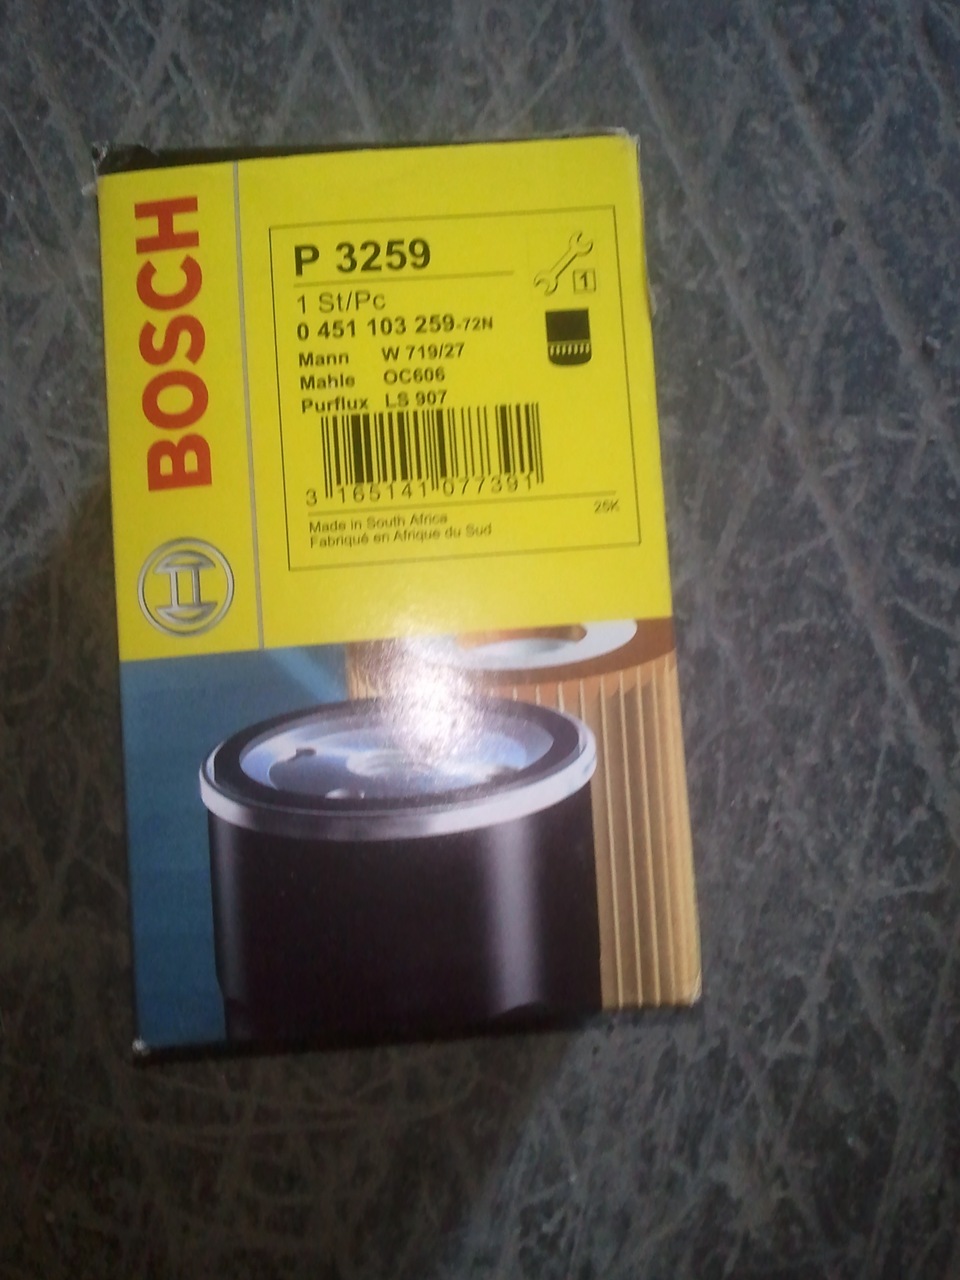 BOSCH
P 3259
1
1 St/Pc
0 451 103 259-72N
Mann W 719/27
Mahle OC606
Purflux LS 907
3 165141 077391
25K
Made in South Africa
Fabriqué en Afrique du Sud